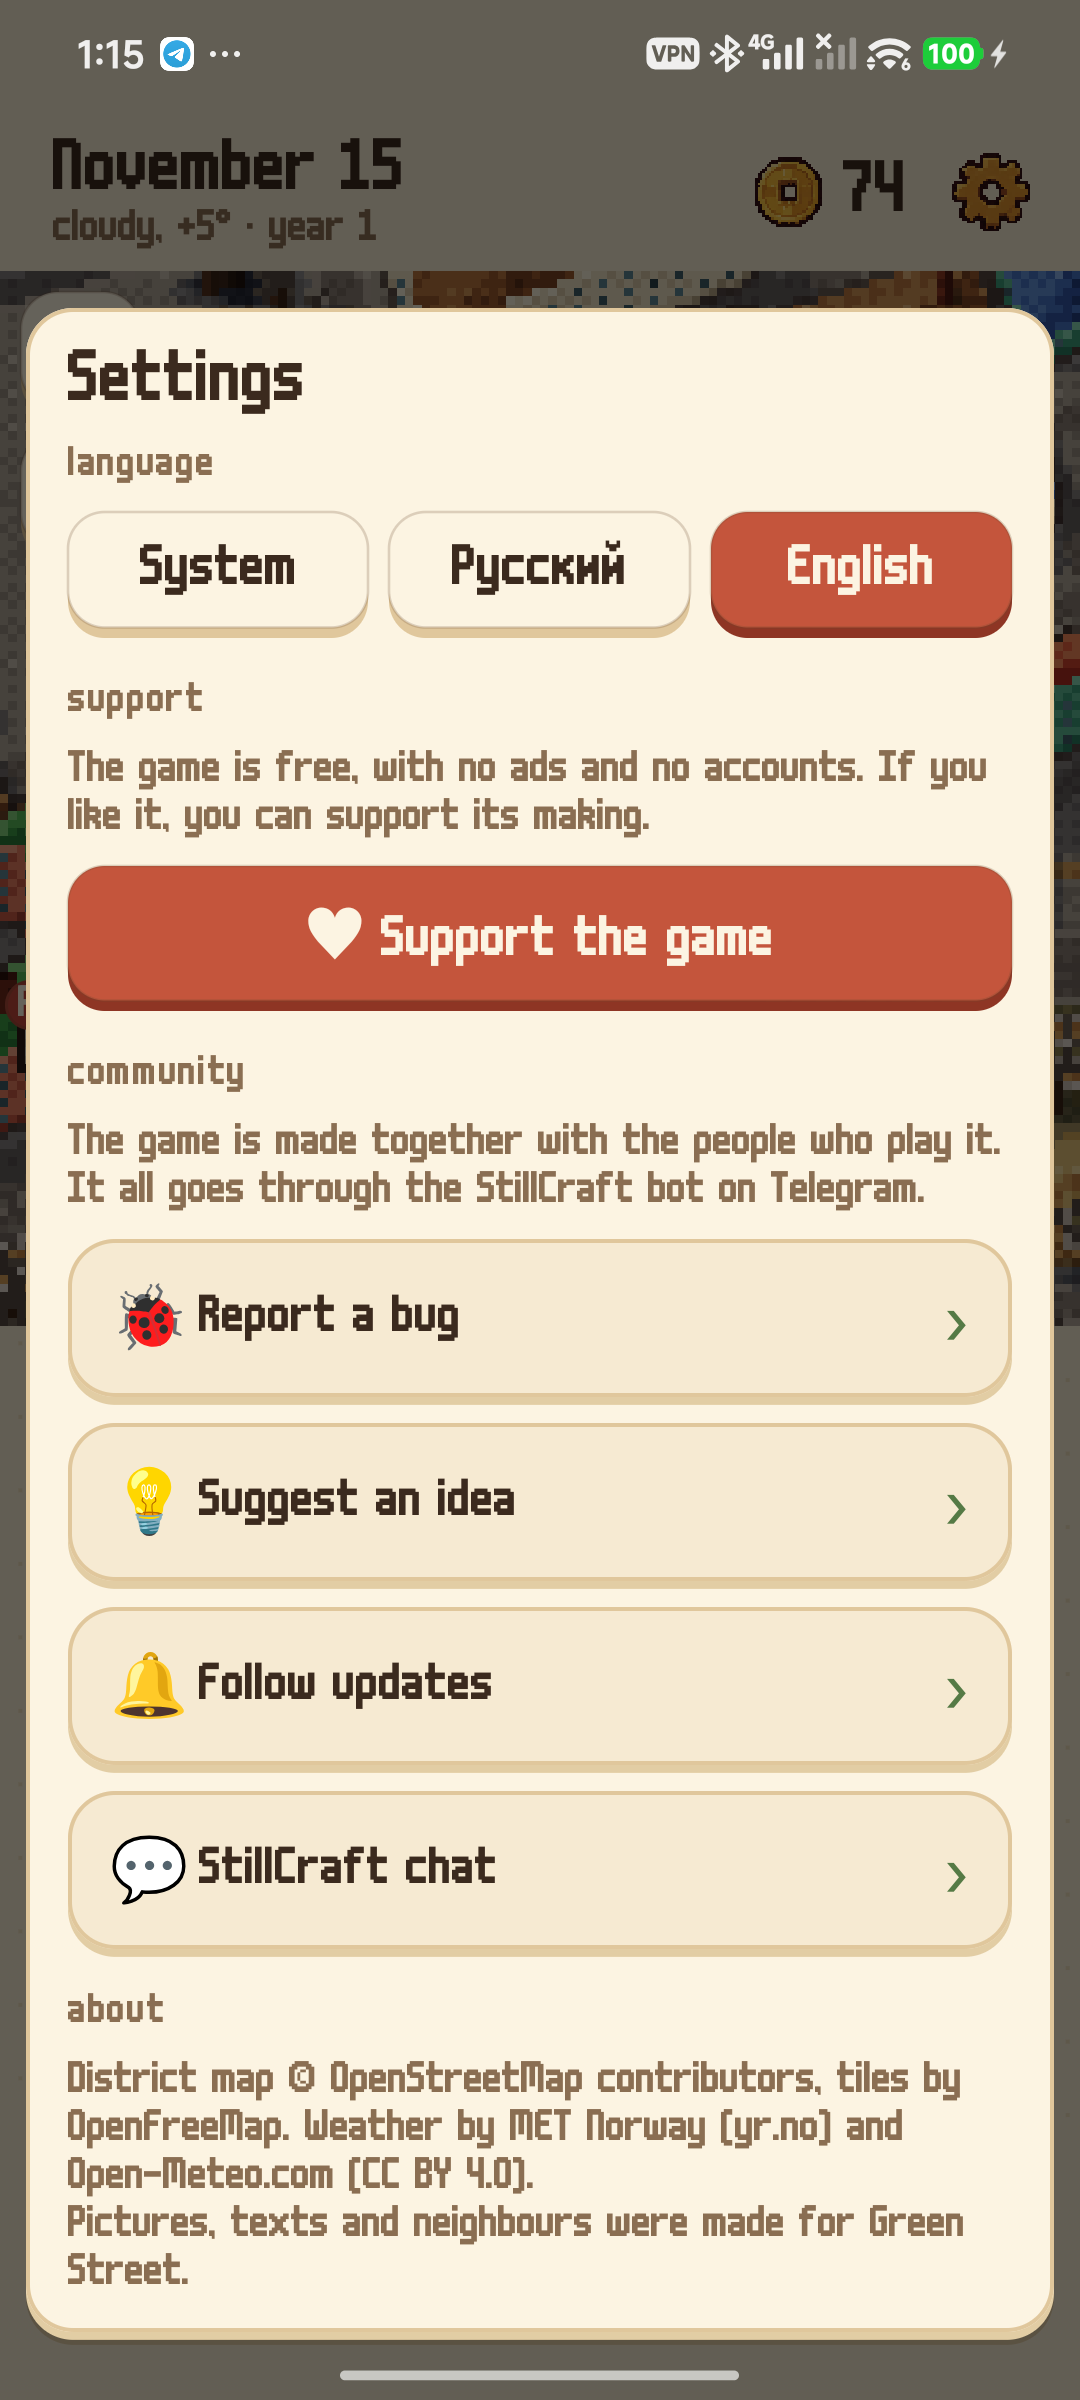 1:15
VPN 4G 6 100
November 15
cloudy, +5° · year 1
74
Settings
language
System
Русский
English
support
The game is free, with no ads and no accounts. If you
like it, you can support its making.
♥ Support the game
community
The game is made together with the people who play it.
It all goes through the StillCraft bot on Telegram.
Report a bug
Suggest an idea
Follow updates
StillCraft chat
about
District map © OpenStreetMap contributors, tiles by
OpenFreeMap. Weather by MET Norway (yr.no) and
Open-Meteo.com (CC BY 4.0).
Pictures, texts and neighbours were made for Green
Street.